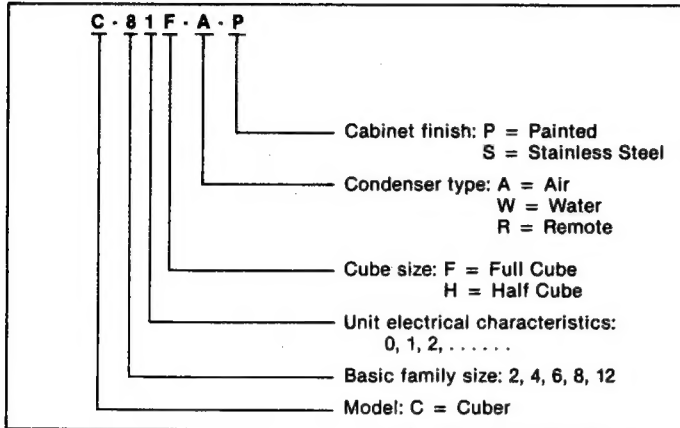 C - 8 1 F - A - P
Cabinet finish: P = Painted
S = Stainless Steel
Condenser type: A = Air
W = Water
R = Remote
Cube size: F = Full Cube
H = Half Cube
Unit electrical characteristics:
0, 1, 2, . . . . . .
Basic family size: 2, 4, 6, 8, 12
Model: C = Cuber